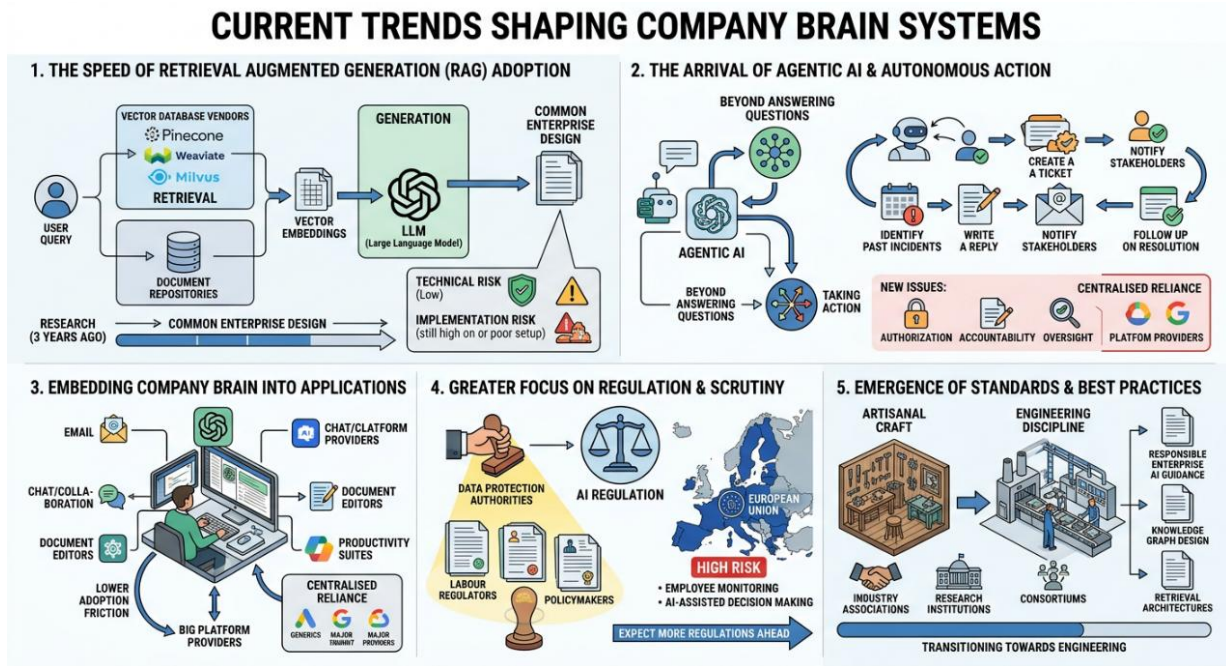 CURRENT TRENDS SHAPING COMPANY BRAIN SYSTEMS
1. THE SPEED OF RETRIEVAL AUGMENTED GENERATION (RAG) ADOPTION
VECTOR DATABASE VENDORS
Pinecone
Weaviate
Milvus
RETRIEVAL
USER
QUERY
DOCUMENT
REPOSITORIES
VECTOR
EMBEDDINGS
GENERATION
LLM
(Large Language Model)
COMMON
ENTERPRISE
DESIGN
TECHNICAL RISK
(Low)
IMPLEMENTATION RISK
(still high on or poor setup)
RESEARCH
(3 YEARS AGO)
COMMON ENTERPRISE DESIGN
2. THE ARRIVAL OF AGENTIC AI & AUTONOMOUS ACTION
BEYOND ANSWERING
QUESTIONS
AGENTIC AI
BEYOND
ANSWERING
QUESTIONS
TAKING
ACTION
CREATE A
A TICKET
NOTIFY
STAKEHOLDERS
IDENTIFY
PAST INCIDENTS
WRITE
A REPLY
NOTIFY
STAKEHOLDERS
FOLLOW UP
ON RESOLUTION
NEW ISSUES:
CENTRALISED RELIANCE
AUTHORIZATION
ACCOUNTABILITY
OVERSIGHT
PLATFOM PROVIDERS
3. EMBEDDING COMPANY BRAIN INTO APPLICATIONS
EMAIL
CHAT/COLLA-
BORATION
DOCUMENT
EDITORS
AI
CHAT/CLATFORM
PROVIDERS
DOCUMENT
EDITORS
PRODUCTIVITY
SUITES
LOWER
ADOPTION
FRICTION
BIG PLATFORM
PROVIDERS
CENTRALISED
RELIANCE
GENERICS
MAJOR
MAJOR
PROVIDERS
4. GREATER FOCUS ON REGULATION & SCRUTINY
DATA PROTECTION
AUTHORITIES
AI REGULATION
LABOUR
REGULATORS
POLICYMAKERS
EUROPEAN
UNION
HIGH RISK
• EMPLOYEE MONITORING
• AI-ASSISTED DECISION MAKING
EXPECT MORE REGULATIONS AHEAD
5. EMERGENCE OF STANDARDS & BEST PRACTICES
ARTISANAL
CRAFT
ENGINEERING
DISCIPLINE
RESPONSIBLE
ENTERPRISE
AI GUIDANCE
KNOWLEDGE
GRAPH DESIGN
RETRIEVAL
ARCHITECTURES
INDUSTRY
ASSOCIATIONS
RESEARCH
INSTITUTIONS
CONSORTIUMS
TRANSITIONING TOWARDS ENGINEERING